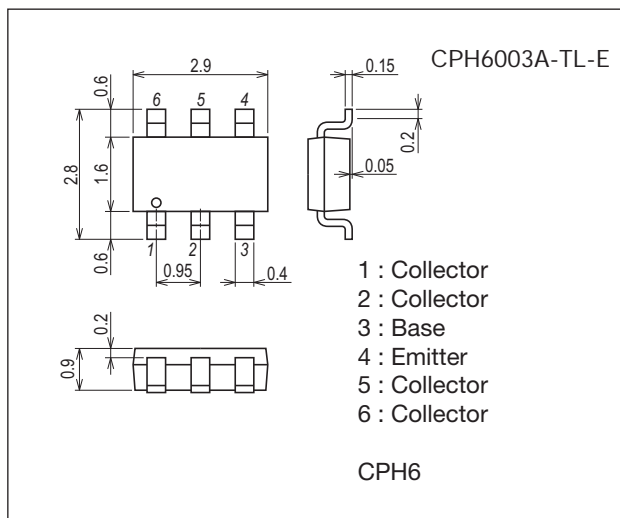 CPH6003A-TL-E
2.9
0.15
0.6
6
5
4
0.2
2.8
1.6
0.05
0.6
1
2
3
0.95
0.4
1 : Collector
2 : Collector
3 : Base
4 : Emitter
5 : Collector
6 : Collector
0.2
0.9
CPH6